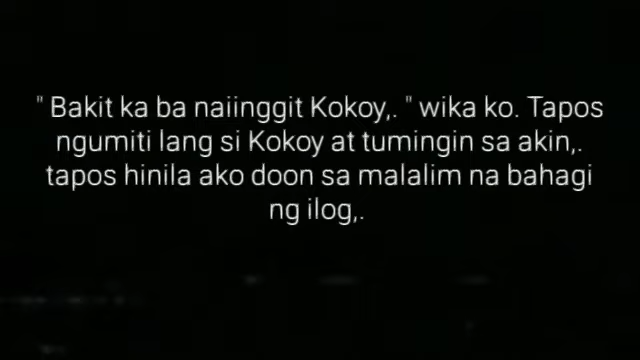 " Bakit ka ba naiinggit Kokoy,. " wika ko. Tapos
ngumiti lang si Kokoy at tumingin sa akin,.
tapos hinila ako doon sa malalim na bahagi
ng ilog,.